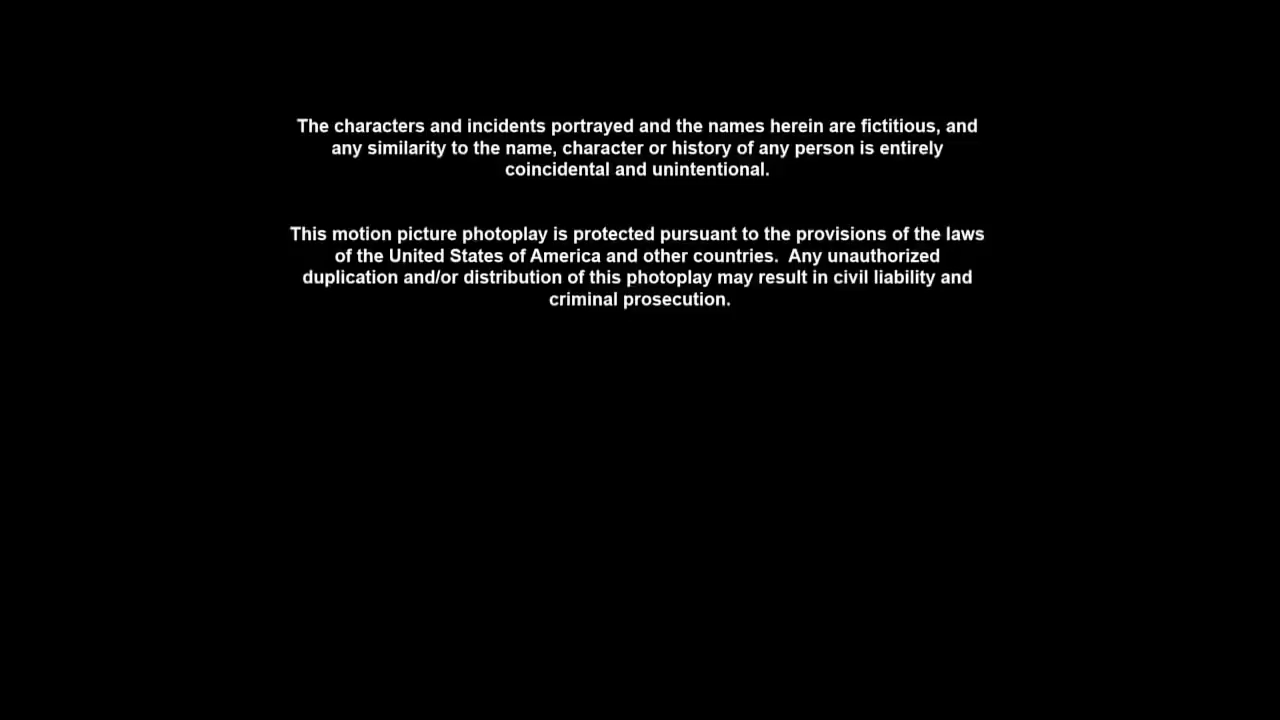 The characters and incidents portrayed and the names herein are fictitious, and
any similarity to the name, character or history of any person is entirely
coincidental and unintentional.
This motion picture photoplay is protected pursuant to the provisions of the laws
of the United States of America and other countries.  Any unauthorized
duplication and/or distribution of this photoplay may result in civil liability and
criminal prosecution.